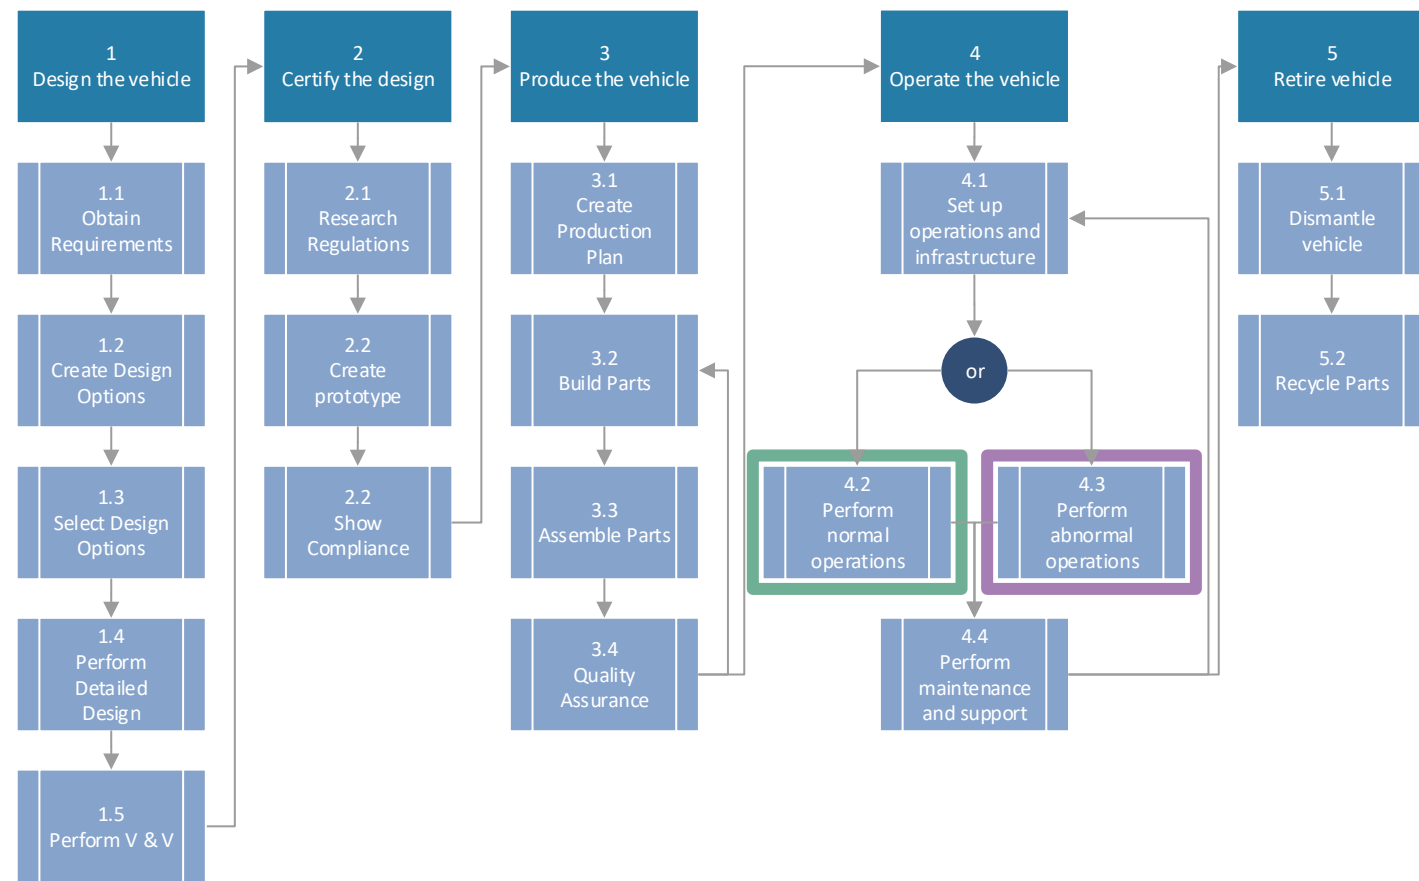 1
Design the vehicle
1.1
Obtain
Requirements
1.2
Create Design
Options
1.3
Select Design
Options
1.4
Perform
Detailed
Design
1.5
Perform V & V
2
Certify the design
2.1
Research
Regulations
2.2
Create
prototype
2.2
Show
Compliance
3
Produce the vehicle
3.1
Create
Production
Plan
3.2
Build Parts
3.3
Assemble Parts
3.4
Quality
Assurance
4
Operate the vehicle
4.1
Set up
operations and
infrastructure
or
4.2
Perform
normal
operations
4.3
Perform
abnormal
operations
4.4
Perform
maintenance
and support
5
Retire vehicle
5.1
Dismantle
vehicle
5.2
Recycle Parts